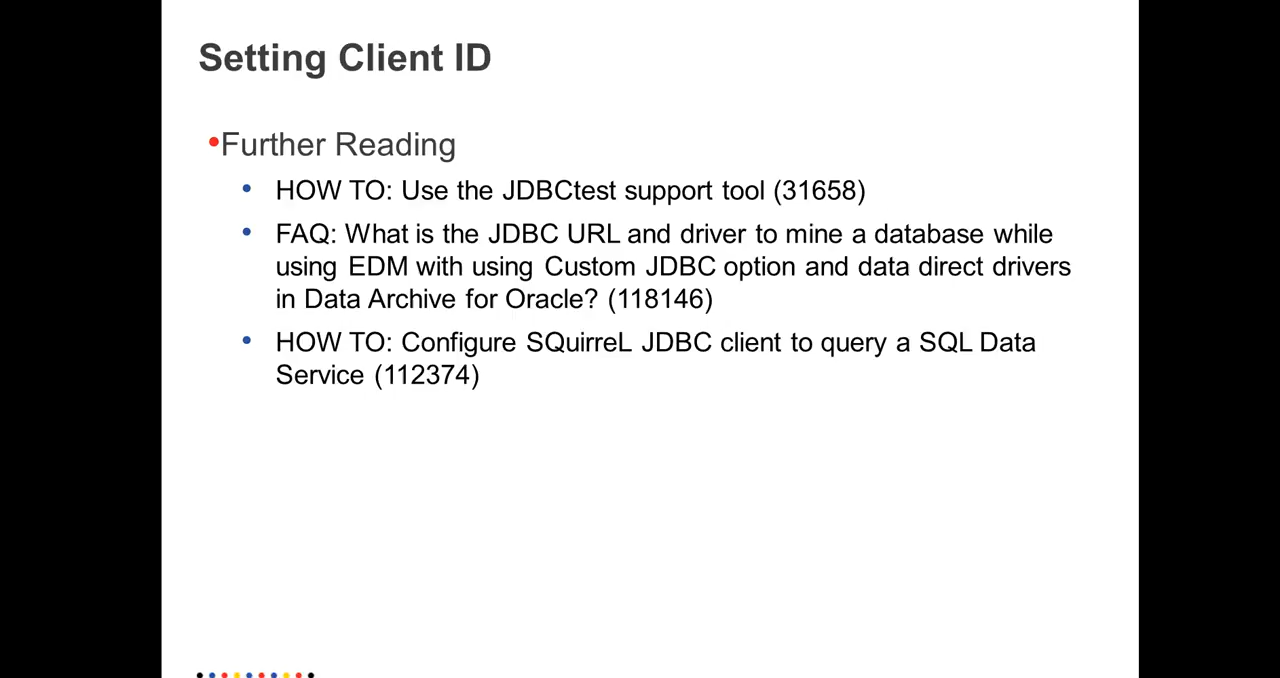 Setting Client ID
•Further Reading
• HOW TO: Use the JDBCtest support tool (31658)
• FAQ: What is the JDBC URL and driver to mine a database while
using EDM with using Custom JDBC option and data direct drivers
in Data Archive for Oracle? (118146)
• HOW TO: Configure SQuirreL JDBC client to query a SQL Data
Service (112374)